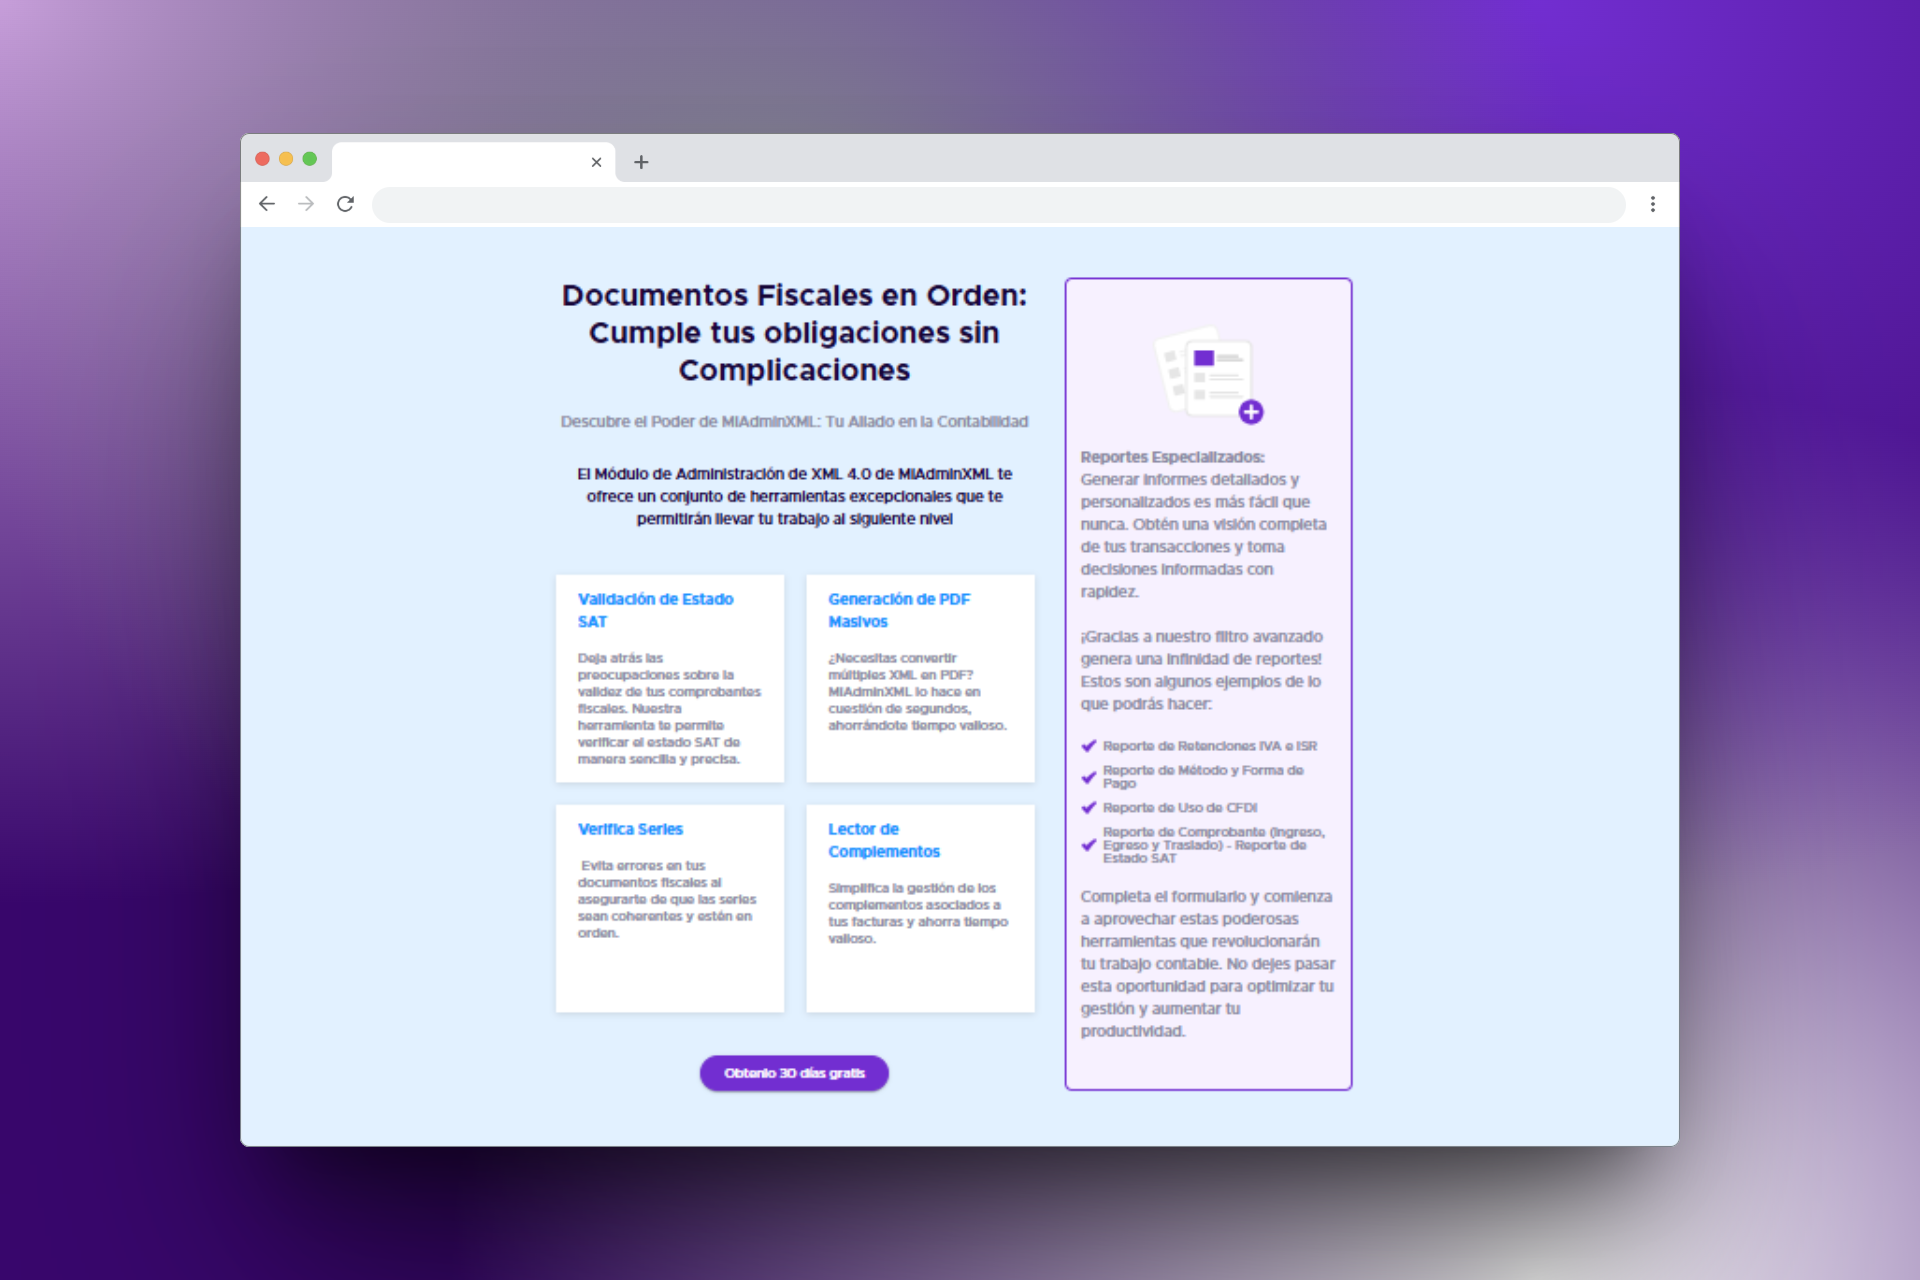 Documentos Fiscales en Orden:
Cumple tus obligaciones sin
Complicaciones
Descubre el Poder de MiAdminXML: Tu Aliado en la Contabilidad
El Módulo de Administración de XML 4.0 de MiAdminXML te
ofrece un conjunto de herramientas excepcionales que te
permitirán llevar tu trabajo al siguiente nivel
Validación de Estado
SAT
Deja atrás las
preocupaciones sobre la
validez de tus comprobantes
fiscales. Nuestra
herramienta te permite
verificar el estado SAT de
manera sencilla y precisa.
Generación de PDF
Masivos
¿Necesitas convertir
múltiples XML en PDF?
MiAdminXML lo hace en
cuestión de segundos,
ahorrándote tiempo valioso.
Verifica Series
Evita errores en tus
documentos fiscales al
asegurarte de que las series
sean coherentes y estén en
orden.
Lector de
Complementos
Simplifica la gestión de los
complementos asociados a
tus facturas y ahorra tiempo
valioso.
Obtenlo 30 días gratis
Reportes Especializados:
Generar informes detallados y
personalizados es más fácil que
nunca. Obtén una visión completa
de tus transacciones y toma
decisiones informadas con
rapidez.
¡Gracias a nuestro filtro avanzado
genera una infinidad de reportes!
Estos son algunos ejemplos de lo
que podrás hacer:
Reporte de Retenciones IVA e ISR
Reporte de Método y Forma de
Pago
Reporte de Uso de CFDI
Reporte de Comprobante (Ingreso,
Egreso y Traslado) - Reporte de
Estado SAT
Completa el formulario y comienza
a aprovechar estas poderosas
herramientas que revolucionarán
tu trabajo contable. No dejes pasar
esta oportunidad para optimizar tu
gestión y aumentar tu
productividad.